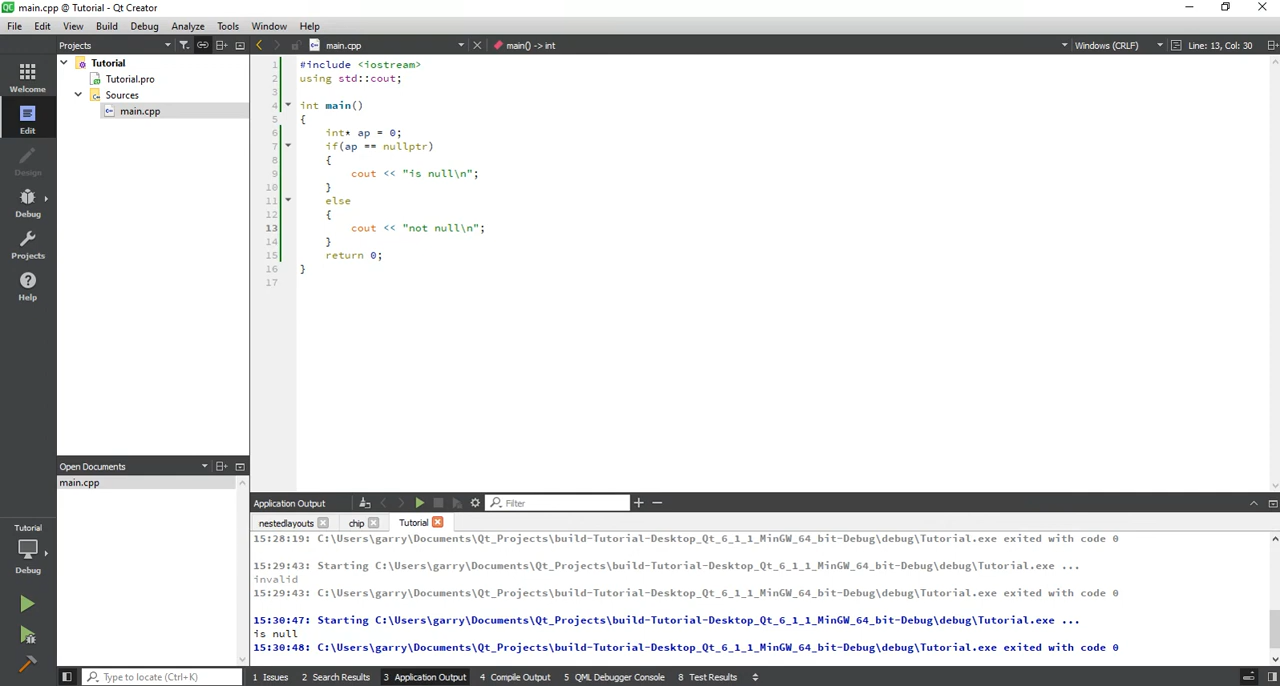 main.cpp @ Tutorial - Qt Creator
File Edit View Build Debug Analyze Tools Window Help
Projects main.cpp main() -> int Windows (CRLF) Line: 13, Col: 30
Welcome
Edit
Design
Debug
Projects
Help
Tutorial
Tutorial.pro
Sources
main.cpp
1 #include <iostream>
2 using std::cout;
3
4 int main()
5 {
6 int* ap = 0;
7 if(ap == nullptr)
8 {
9 cout << "is null\n";
10 }
11 else
12 {
13 cout << "not null\n";
14 }
15 return 0;
16 }
17
Open Documents
main.cpp
Tutorial
Debug
Application Output Filter
nestedlayouts chip Tutorial
15:28:19: C:\Users\garry\Documents\Qt_Projects\build-Tutorial-Desktop_Qt_6_1_1_MinGW_64_bit-Debug\debug\Tutorial.exe exited with code 0
15:29:43: Starting C:\Users\garry\Documents\Qt_Projects\build-Tutorial-Desktop_Qt_6_1_1_MinGW_64_bit-Debug\debug\Tutorial.exe ...
invalid
15:29:43: C:\Users\garry\Documents\Qt_Projects\build-Tutorial-Desktop_Qt_6_1_1_MinGW_64_bit-Debug\debug\Tutorial.exe exited with code 0
15:30:47: Starting C:\Users\garry\Documents\Qt_Projects\build-Tutorial-Desktop_Qt_6_1_1_MinGW_64_bit-Debug\debug\Tutorial.exe ...
is null
15:30:48: C:\Users\garry\Documents\Qt_Projects\build-Tutorial-Desktop_Qt_6_1_1_MinGW_64_bit-Debug\debug\Tutorial.exe exited with code 0
Type to locate (Ctrl+K) 1 Issues 2 Search Results 3 Application Output 4 Compile Output 5 QML Debugger Console 8 Test Results